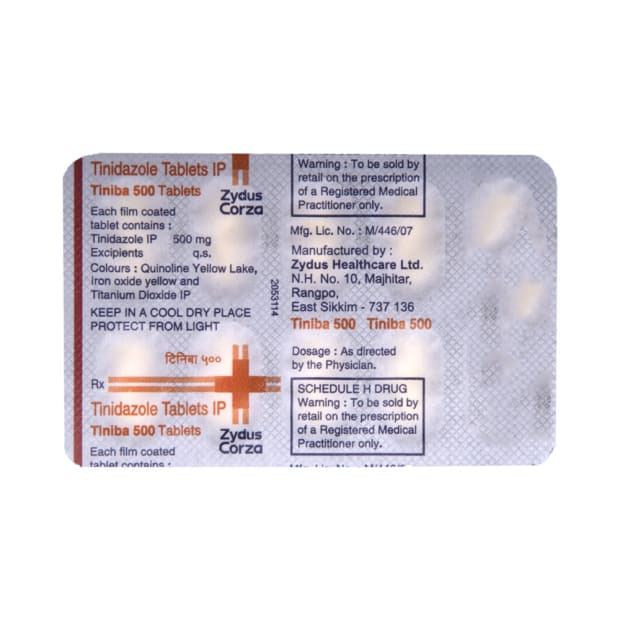 Tinidazole Tablets IP
Tiniba 500 Tablets
Zydus
Corza
Each film coated
tablet contains :
Tinidazole IP 500 mg
Excipients q.s.
Colours : Quinoline Yellow Lake,
Iron oxide yellow and
Titanium Dioxide IP
KEEP IN A COOL DRY PLACE
PROTECT FROM LIGHT
2053114
टिनिबा ५००
Rx
Tinidazole Tablets IP
Tiniba 500 Tablets
Zydus
Corza
Each film coated
tablet contains :
Warning : To be sold by
retail on the prescription
of a Registered Medical
Practitioner only.
Mfg. Lic. No. : M/446/07
Manufactured by :
Zydus Healthcare Ltd.
N.H. No. 10, Majhitar,
Rangpo,
East Sikkim - 737 136
Tiniba 500 Tiniba 500
Dosage : As directed
by the Physician.
SCHEDULE H DRUG
Warning : To be sold by
retail on the prescription
of a Registered Medical
Practitioner only.